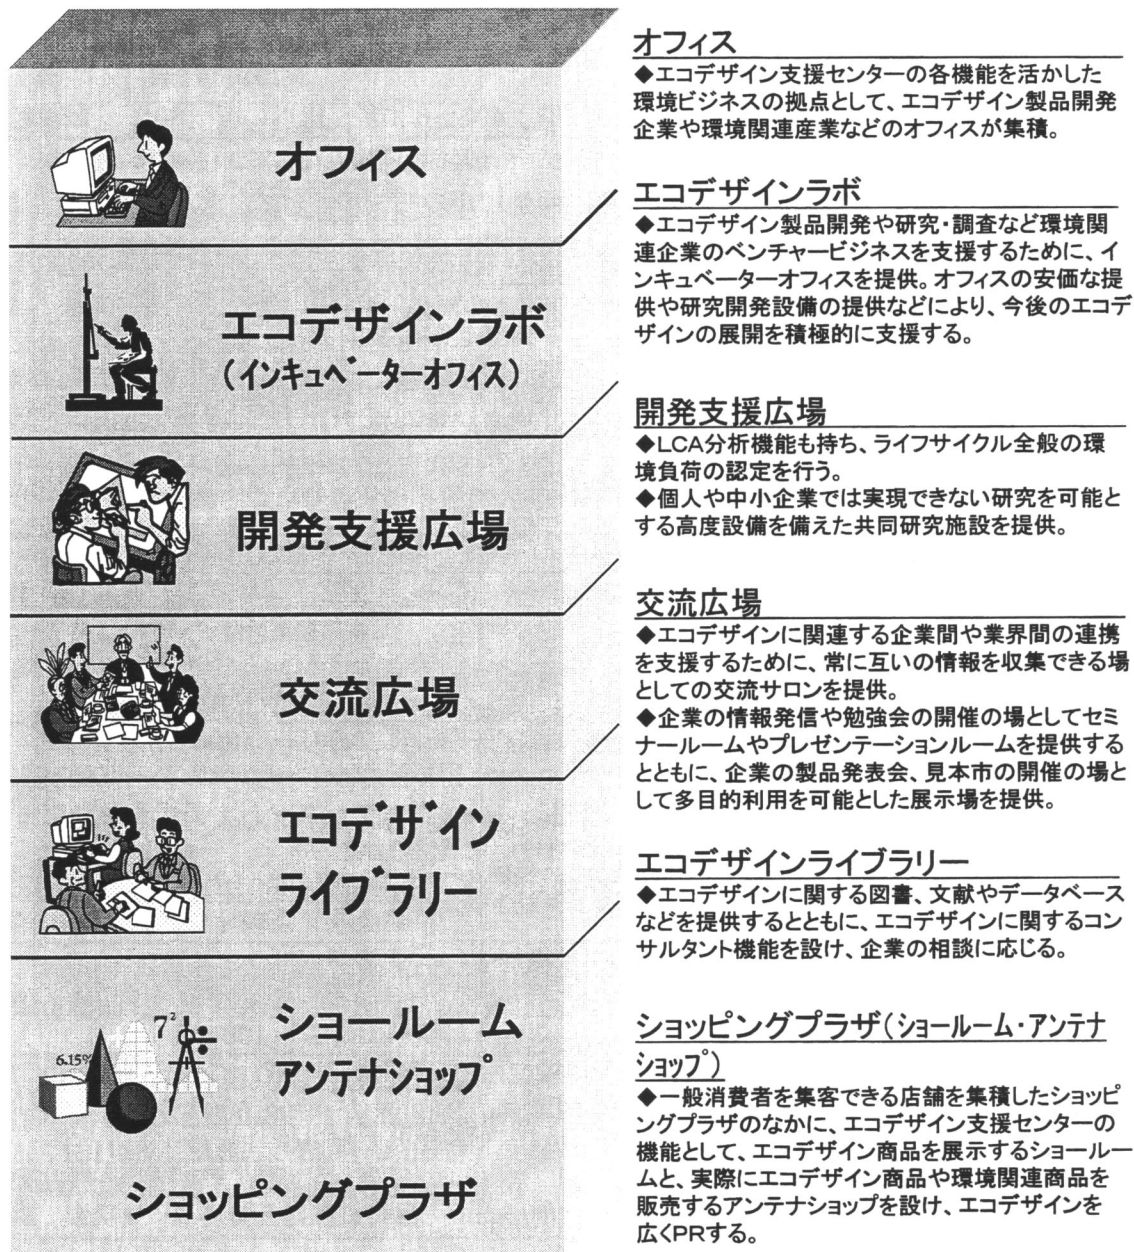 オフィス
エコデザインラボ
（インキュベーターオフィス）
開発支援広場
交流広場
エコデザイン
ライブラリー
6.15%
7²
ショールーム
アンテナショップ
ショッピングプラザ
オフィス
◆エコデザイン支援センターの各機能を活かした
環境ビジネスの拠点として、エコデザイン製品開発
企業や環境関連産業などのオフィスが集積。
エコデザインラボ
◆エコデザイン製品開発や研究・調査など環境関
連企業のベンチャービジネスを支援するために、イ
ンキュベーターオフィスを提供。オフィスの安価な提
供や研究開発設備の提供などにより、今後のエコデ
ザインの展開を積極的に支援する。
開発支援広場
◆LCA分析機能も持ち、ライフサイクル全般の環
境負荷の認定を行う。
◆個人や中小企業では実現できない研究を可能と
する高度設備を備えた共同研究施設を提供。
交流広場
◆エコデザインに関連する企業間や業界間の連携
を支援するために、常に互いの情報を収集できる場
としての交流サロンを提供。
◆企業の情報発信や勉強会の開催の場としてセミ
ナールームやプレゼンテーションルームを提供する
とともに、企業の製品発表会、見本市の開催の場と
して多目的利用を可能とした展示場を提供。
エコデザインライブラリー
◆エコデザインに関する図書、文献やデータベース
などを提供するとともに、エコデザインに関するコン
サルタント機能を設け、企業の相談に応じる。
ショッピングプラザ（ショールーム・アンテナ
ショップ）
◆一般消費者を集客できる店舗を集積したショッピ
ングプラザのなかに、エコデザイン支援センターの
機能として、エコデザイン商品を展示するショールー
ムと、実際にエコデザイン商品や環境関連商品を
販売するアンテナショップを設け、エコデザインを
広くPRする。